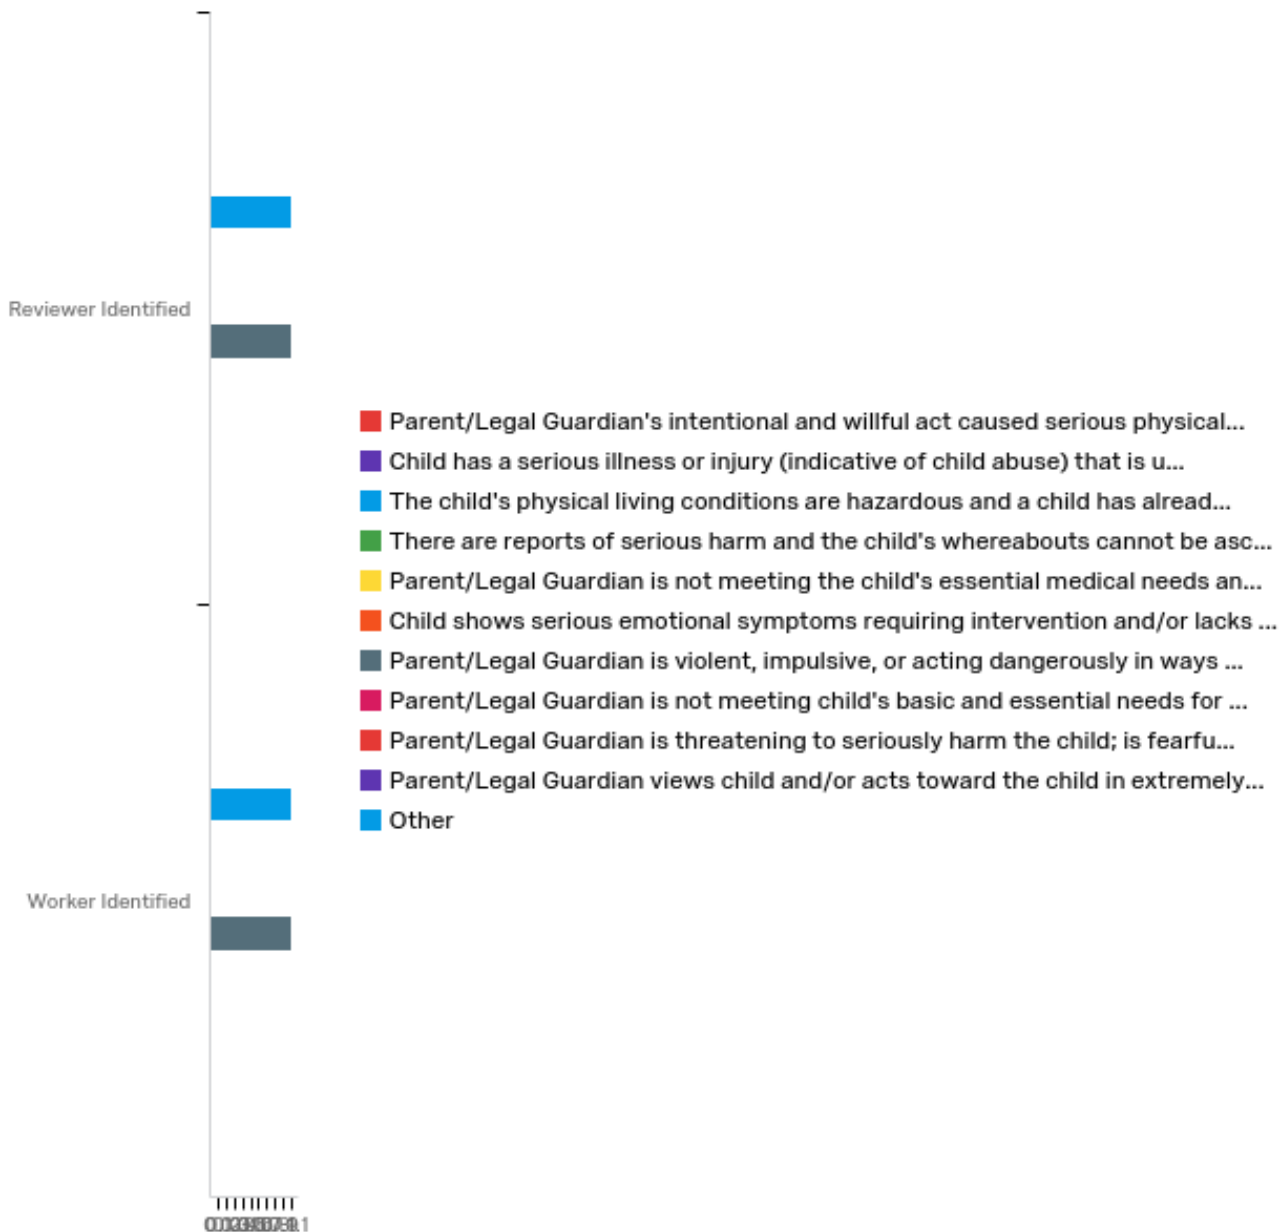 Reviewer Identified
Parent/Legal Guardian's intentional and willful act caused serious physical...
Child has a serious illness or injury (indicative of child abuse) that is u...
The child's physical living conditions are hazardous and a child has alread...
There are reports of serious harm and the child's whereabouts cannot be asc...
Parent/Legal Guardian is not meeting the child's essential medical needs an...
Child shows serious emotional symptoms requiring intervention and/or lacks ...
Parent/Legal Guardian is violent, impulsive, or acting dangerously in ways ...
Parent/Legal Guardian is not meeting child's basic and essential needs for ...
Parent/Legal Guardian is threatening to seriously harm the child; is fearfu...
Parent/Legal Guardian views child and/or acts toward the child in extremely...
Other
Worker Identified